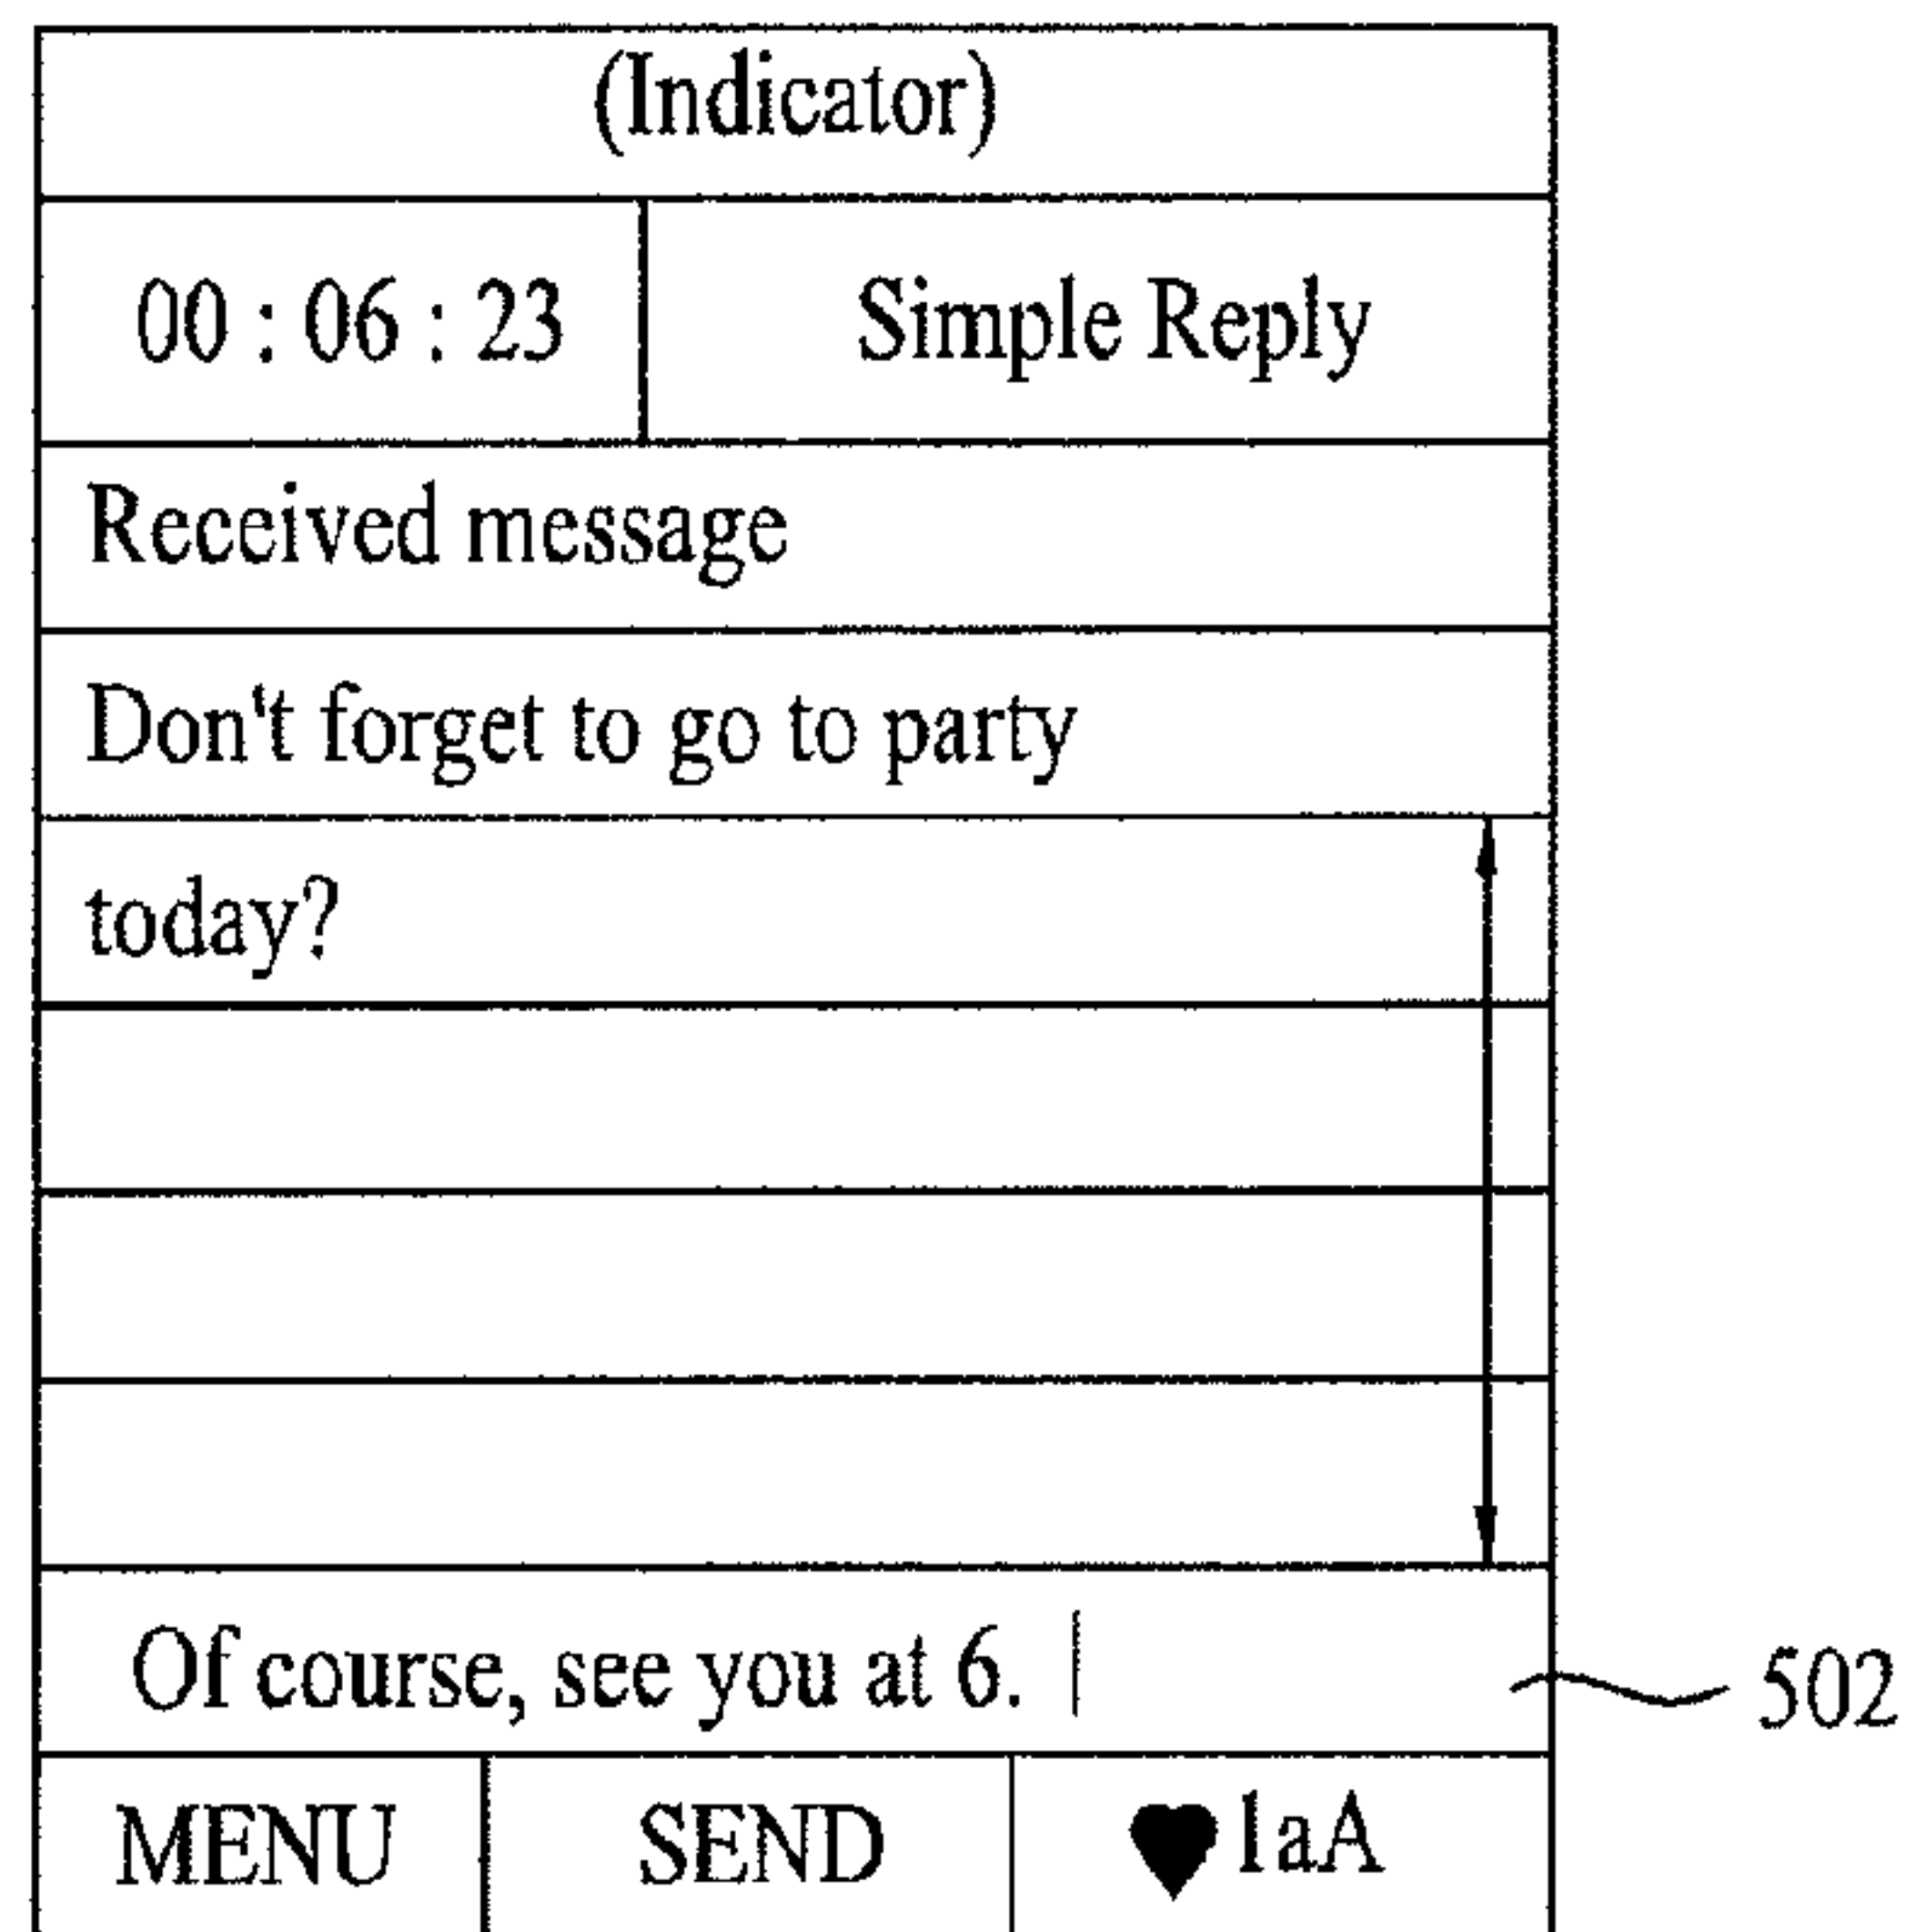 (Indicator)
00 : 06 : 23 Simple Reply
Received message
Don't forget to go to party
today?
Of course, see you at 6. |
502
MENU SEND ♥1aA